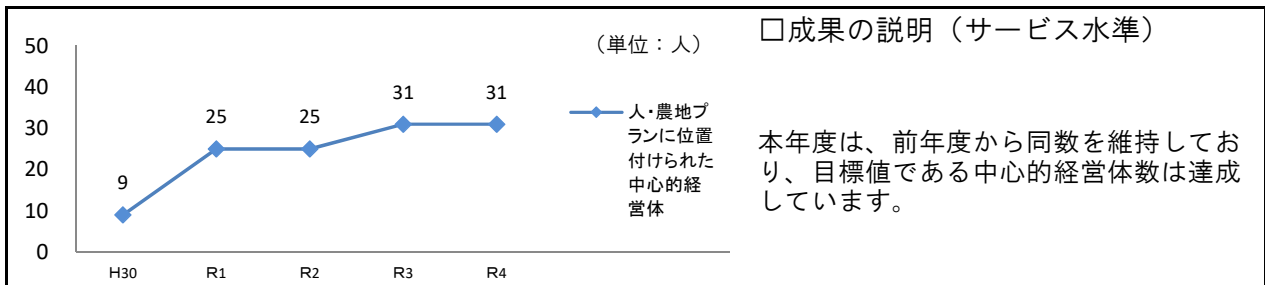 50
40
30
20
10
0
（単位：人）
9
25
25
31
31
H30
R1
R2
R3
R4
人・農地プ
ランに位置
付けられた
中心的経
営体
□成果の説明（サービス水準）
本年度は、前年度から同数を維持してお
り、目標値である中心的経営体数は達成
しています。